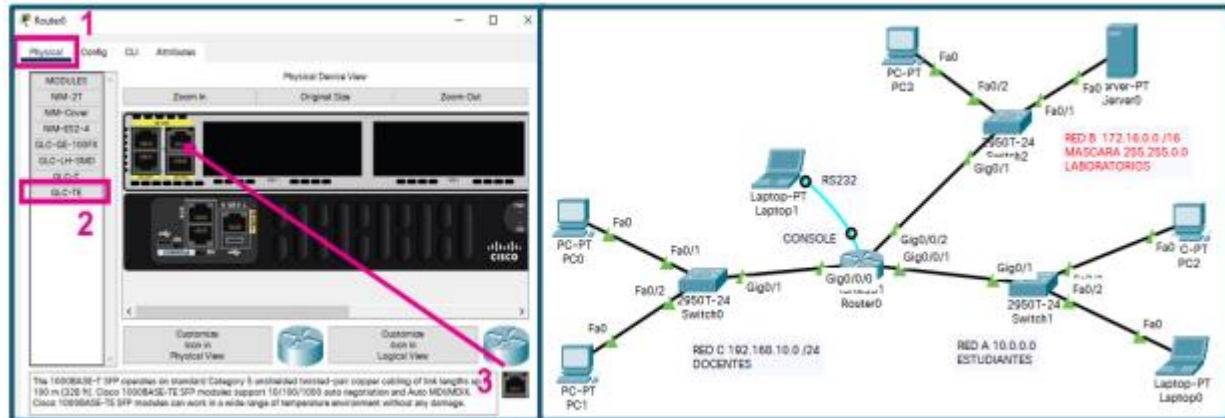 Router0
1
Physical
Config
CLI
Attributes
MODULES
NIM-2T
NIM-Cover
NIM-ES2-4
GLC-GE-100FX
GLC-LH-SMD
GLC-T
GLC-TE
2
Physical Device View
Zoom In
Original Size
Zoom Out
CISCO
Customize
Icon in
Physical View
Customize
Icon in
Logical View
3
The 1000BASE-T SFP operates on standard Category 5 unshielded twisted-pair copper cabling of link lengths up
100 m (328 ft). Cisco 1000BASE-TE SFP modules support 10/100/1000 auto negotiation and Auto MDI/MDIX.
Cisco 1000BASE-TE SFP modules can work in a wide range of temperature environment without any damage.
PC-PT
PC3
Fa0
Fa0/2
Fa0
erver-PT
Server0
Fa0/1
2950T-24
Switch2
Gig0/1
RED B 172.16.0.0 /16
MASCARA 255.255.0.0
LABORATORIOS
Laptop-PT
Laptop1
RS232
CONSOLE
PC-PT
PC0
Fa0
Fa0/1
Fa0/2
2950T-24
Switch0
Gig0/1
Gig0/0/0
Gig0/0/2
Gig0/0/1
Router0
Gig0/1
2950T-24
Switch1
Fa0
C-PT
PC2
Fa0/2
Fa0
Laptop-PT
Laptop0
Fa0
PC-PT
PC1
RED C 192.168.10.0 /24
DOCENTES
RED A 10.0.0.0
ESTUDIANTES